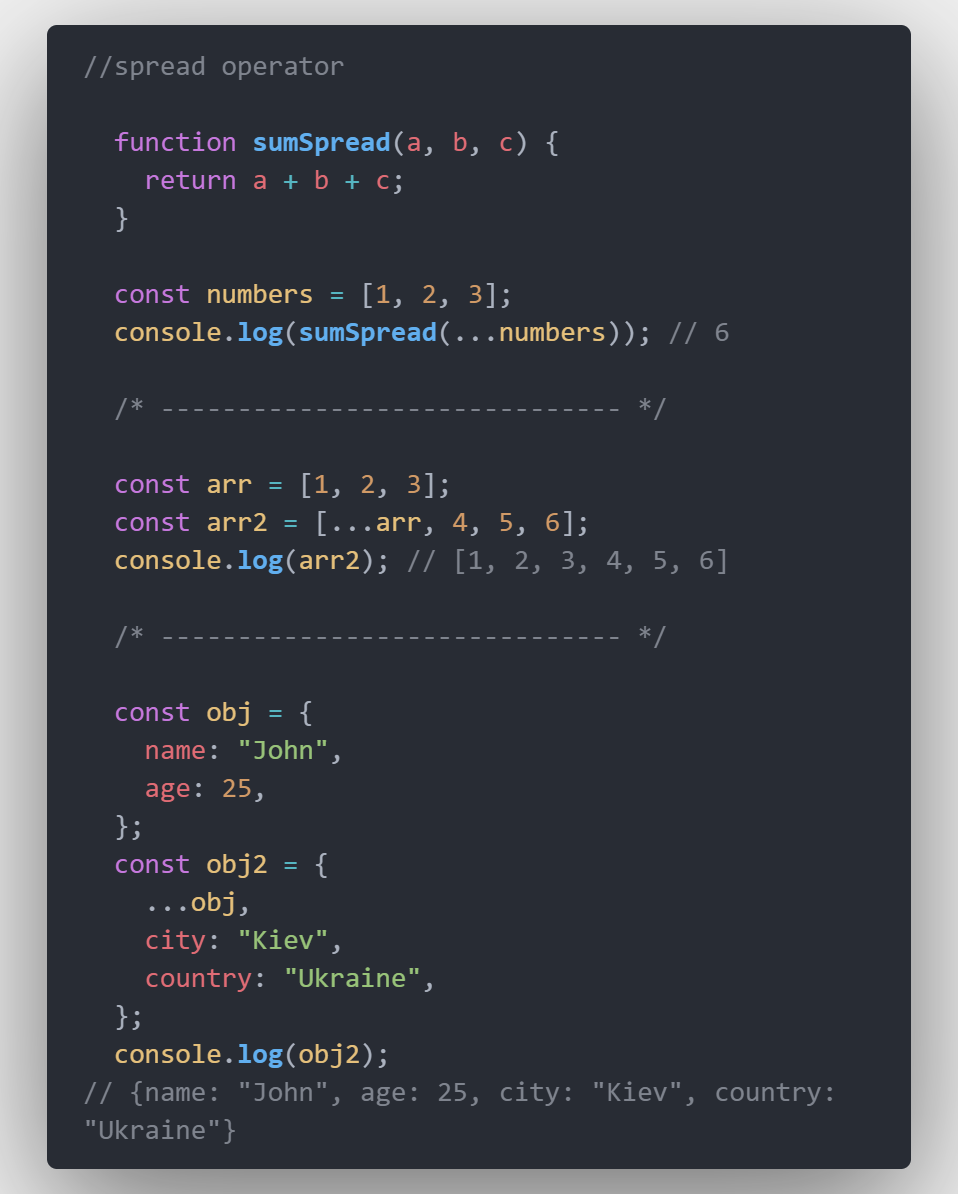 //spread operator
function sumSpread(a, b, c) {
return a + b + c;
}
const numbers = [1, 2, 3];
console.log(sumSpread(...numbers)); // 6
/* ------------------------------ */
const arr = [1, 2, 3];
const arr2 = [...arr, 4, 5, 6];
console.log(arr2); // [1, 2, 3, 4, 5, 6]
/* ------------------------------ */
const obj = {
name: "John",
age: 25,
};
const obj2 = {
...obj,
city: "Kiev",
country: "Ukraine",
};
console.log(obj2);
// {name: "John", age: 25, city: "Kiev", country:
"Ukraine"}